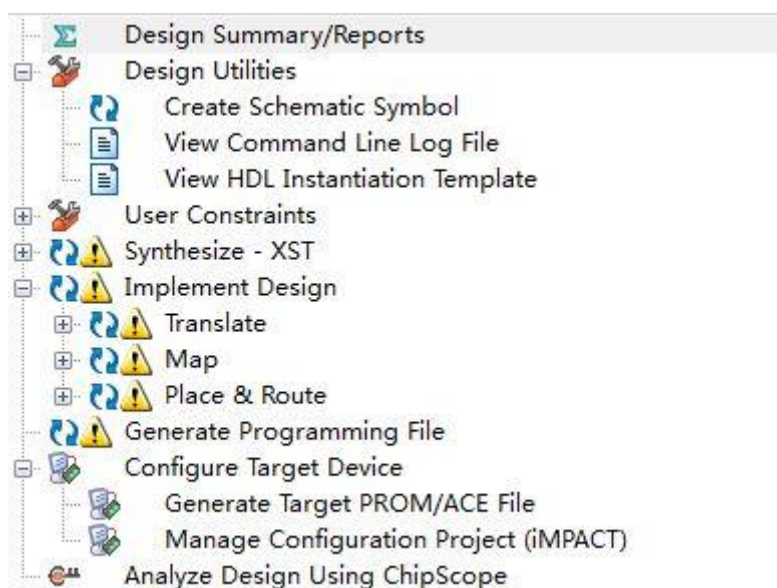 Design Summary/Reports
Design Utilities
Create Schematic Symbol
View Command Line Log File
View HDL Instantiation Template
User Constraints
Synthesize - XST
Implement Design
Translate
Map
Place & Route
Generate Programming File
Configure Target Device
Generate Target PROM/ACE File
Manage Configuration Project (iMPACT)
Analyze Design Using ChipScope